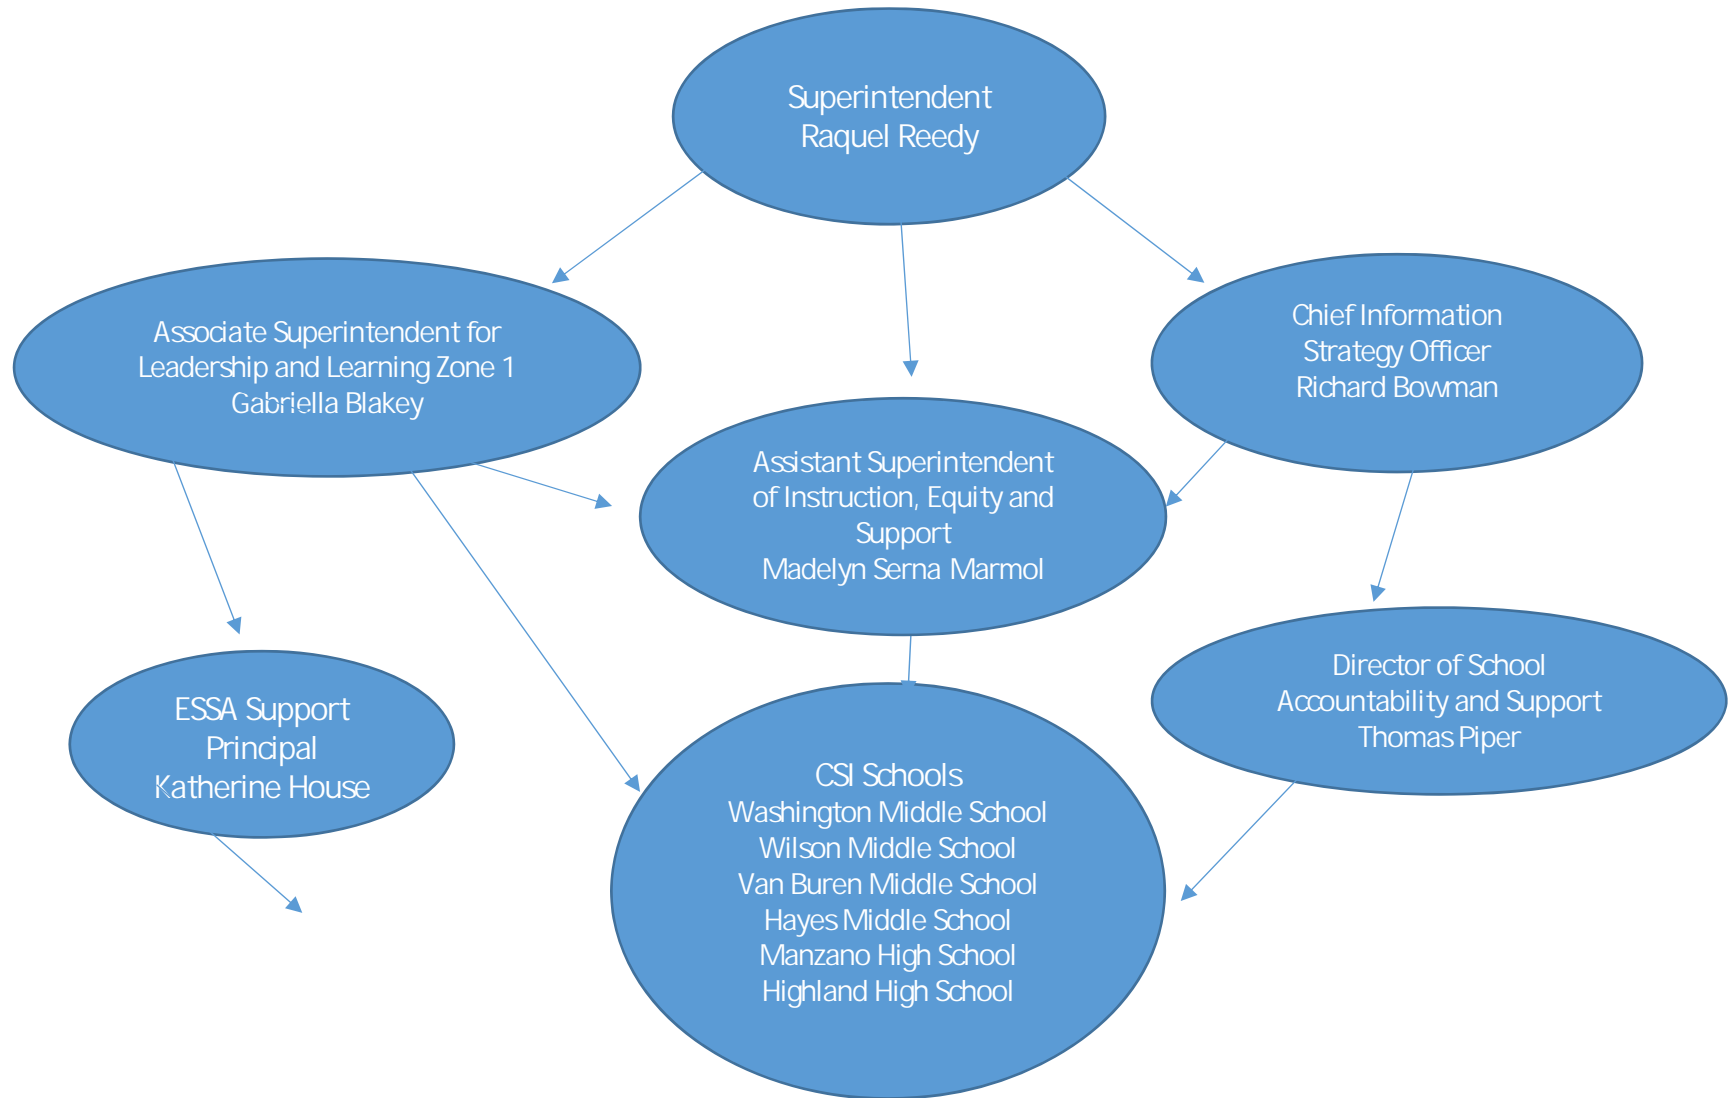 Superintendent
Raquel Reedy
Associate Superintendent for
Leadership and Learning Zone 1
Gabriella Blakey
Chief Information
Strategy Officer
Richard Bowman
Assistant Superintendent
of Instruction, Equity and
Support
Madelyn Serna Marmol
ESSA Support
Principal
Katherine House
Director of School
Accountability and Support
Thomas Piper
CSI Schools
Washington Middle School
Wilson Middle School
Van Buren Middle School
Hayes Middle School
Manzano High School
Highland High School